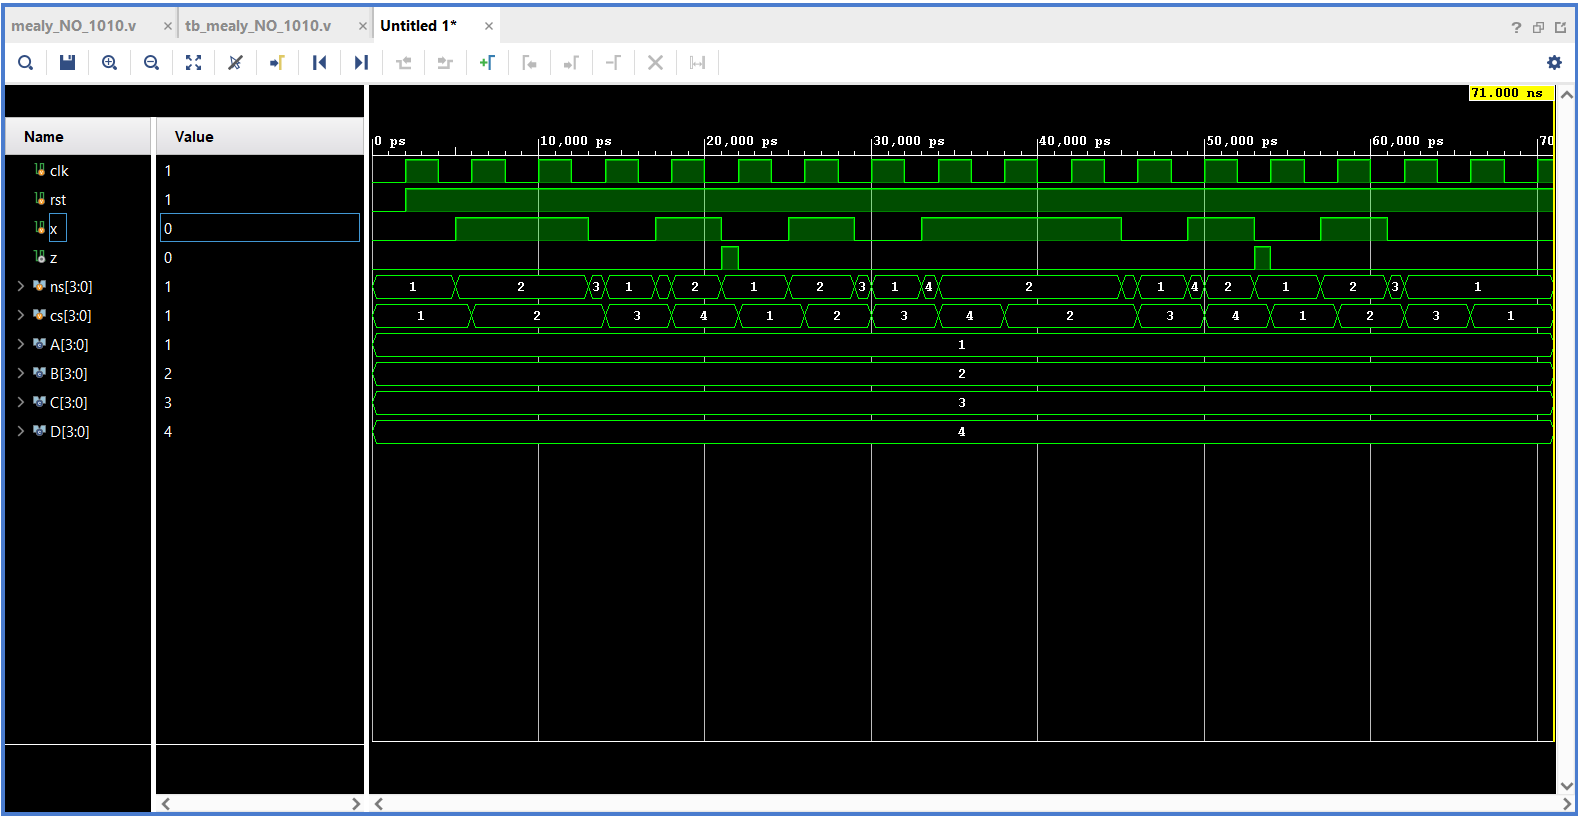 mealy_NO_1010.v × tb_mealy_NO_1010.v × Untitled 1* ×
?
71.000 ns
Name Value
0 ps 10,000 ps 20,000 ps 30,000 ps 40,000 ps 50,000 ps 60,000 ps 70
clk 1
rst 1
x 0
z 0
ns[3:0] 1 1 2 3 1 2 1 2 3 1 4 2 1 4 2 1 2 3 1
cs[3:0] 1 1 2 3 4 1 2 3 4 2 3 4 1 2 3 1
A[3:0] 1 1
B[3:0] 2 2
C[3:0] 3 3
D[3:0] 4 4